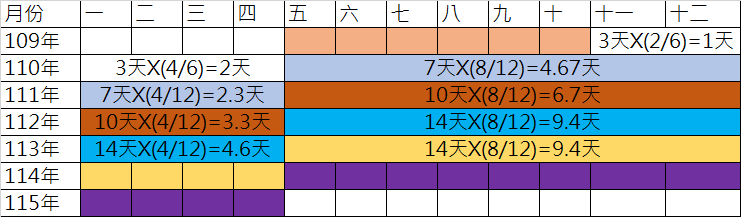 月份 一 二 三 四 五 六 七 八 九 十 十一 十二
109年 3天X(2/6)=1天
110年 3天X(4/6)=2天 7天X(8/12)=4.67天
111年 7天X(4/12)=2.3天 10天X(8/12)=6.7天
112年 10天X(4/12)=3.3天 14天X(8/12)=9.4天
113年 14天X(4/12)=4.6天 14天X(8/12)=9.4天
114年
115年